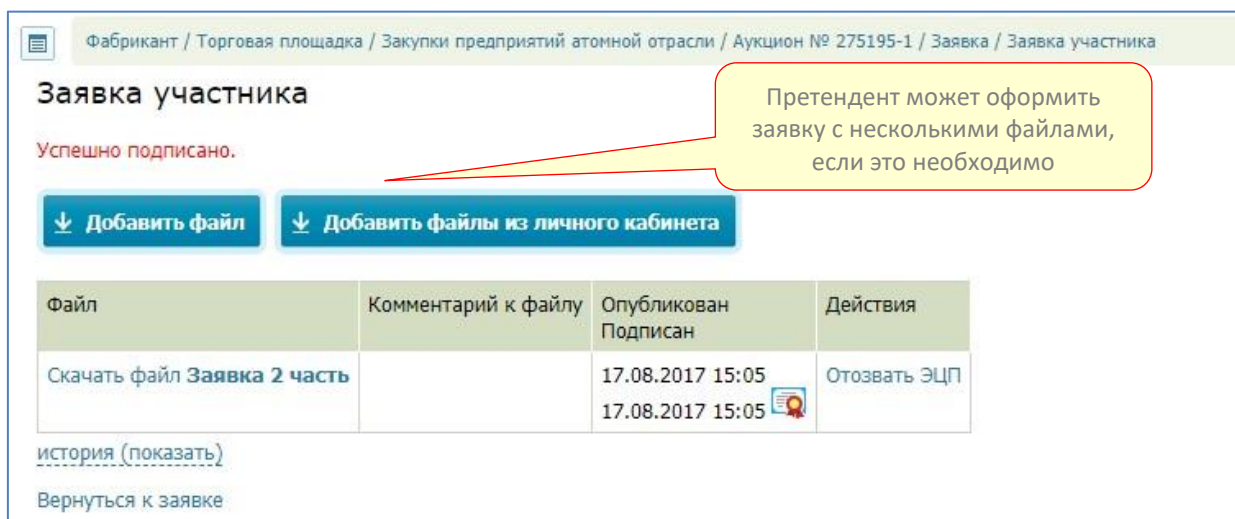 Фабрикант / Торговая площадка / Закупки предприятий атомной отрасли / Аукцион № 275195-1 / Заявка / Заявка участника
Заявка участника
Претендент может оформить
заявку с несколькими файлами,
если это необходимо
Успешно подписано.
Добавить файл
Добавить файлы из личного кабинета
Файл
Комментарий к файлу
Опубликован
Подписан
Действия
Скачать файл Заявка 2 часть
17.08.2017 15:05
17.08.2017 15:05
Отозвать ЭЦП
история (показать)
Вернуться к заявке